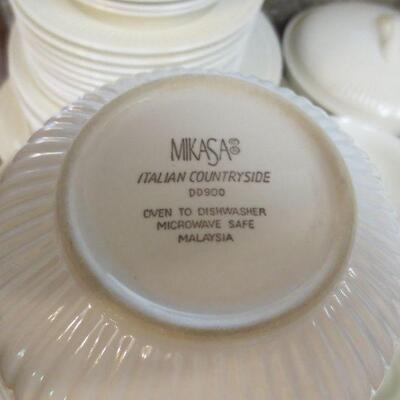 MIKASA
ITALIAN COUNTRYSIDE
DD900
OVEN TO DISHWASHER
MICROWAVE SAFE
MALAYSIA